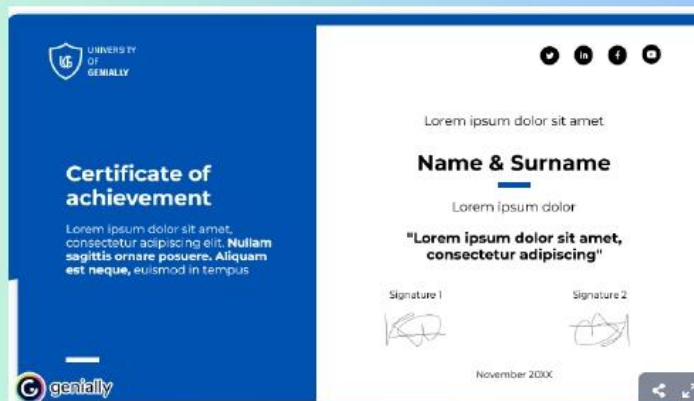 UG
UNIVERSITY
OF
GENIALLY
Certificate of
achievement
Lorem ipsum dolor sit amet,
consectetur adipiscing elit. Nullam
sagittis ornare posuere. Aliquam
est neque, euismod in tempus
in
f
Lorem ipsum dolor sit amet
Name & Surname
Lorem ipsum dolor
"Lorem ipsum dolor sit amet,
consectetur adipiscing"
Signature 1
Signature 2
November 20XX
G genially